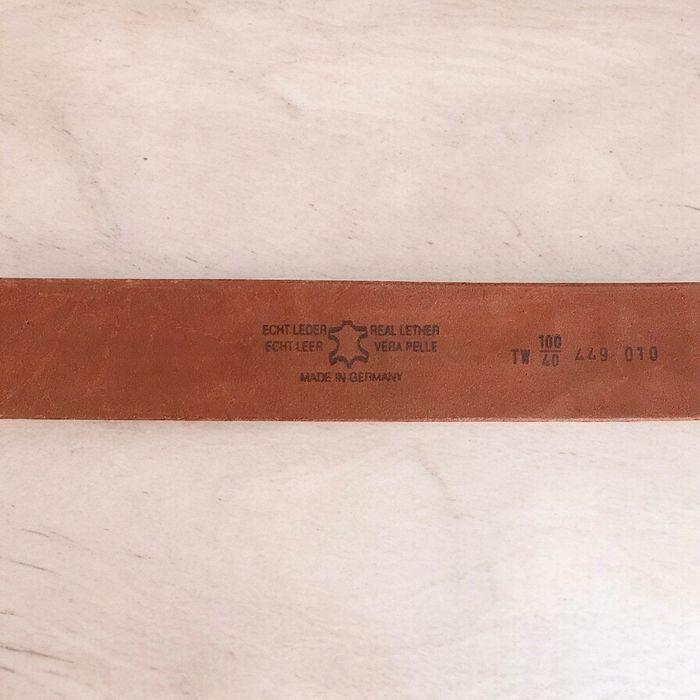 ECHT LEDER REAL LETHER
ECHT LEER VERA PELLE
MADE IN GERMANY
TW 100/40 449 010